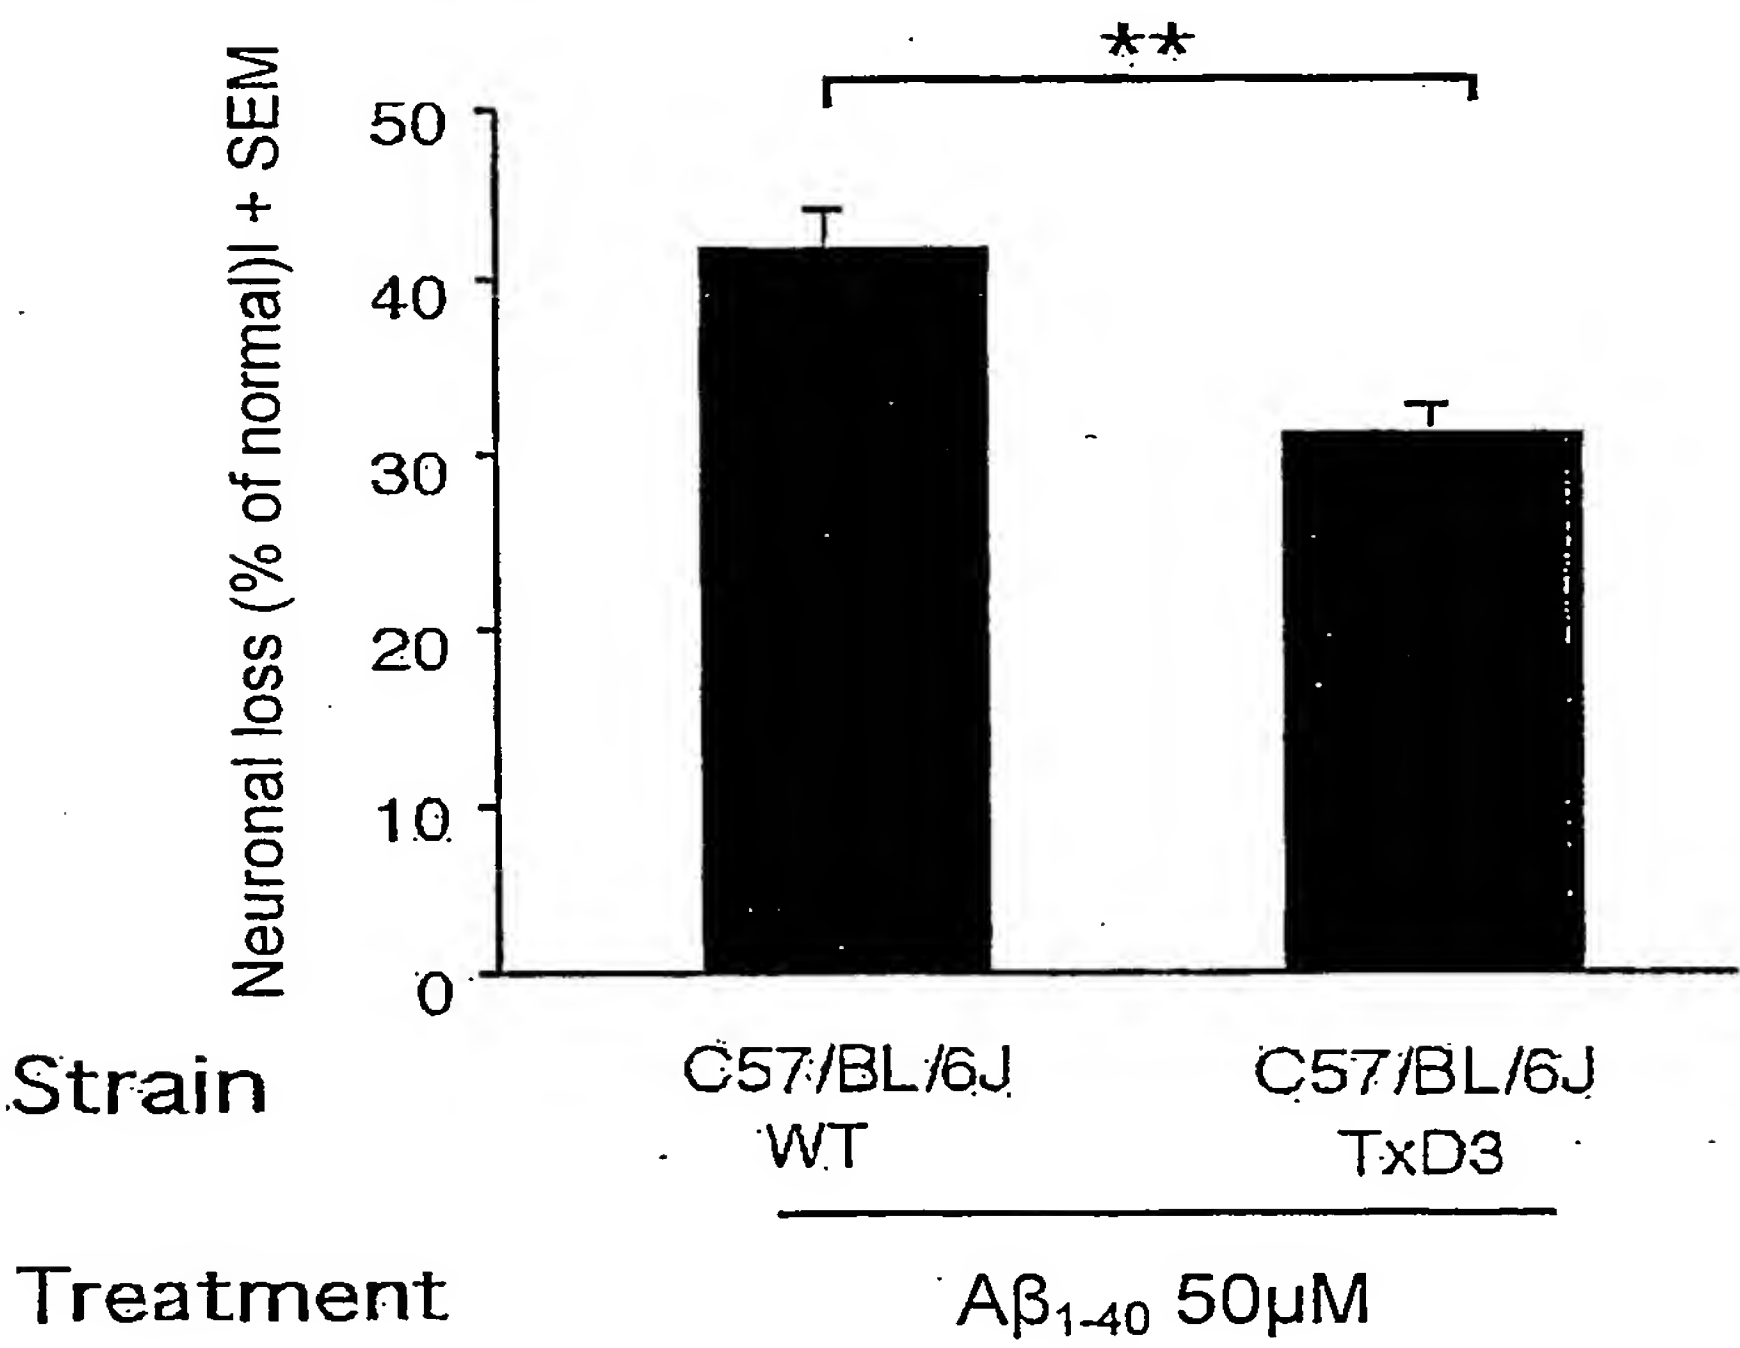 **
Neuronal loss (% of normal)l + SEM
50
40
30
20
10
0
Strain
C57/BL/6J
WT
C57/BL/6J
TxD3
Treatment
Aβ1-40 50µM